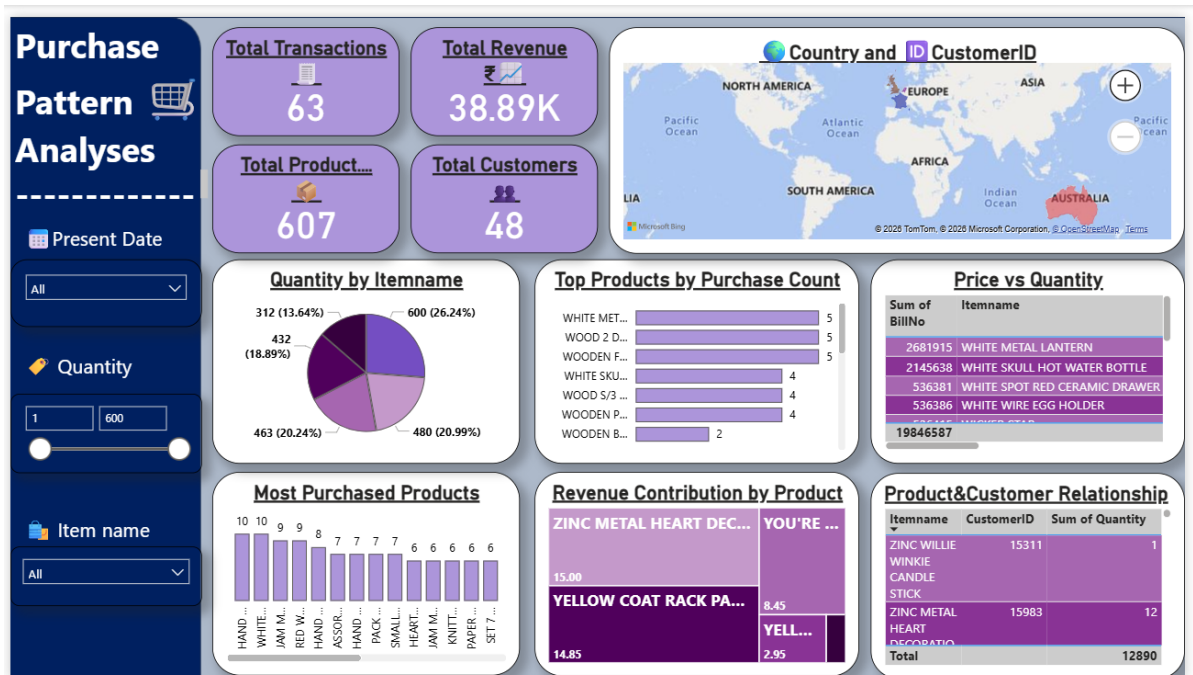 Purchase
Pattern
Analyses
Present Date
All
Quantity
1
600
Item name
All
Total Transactions
63
Total Revenue
₹
38.89K
Total Product....
607
Total Customers
48
Country and ID CustomerID
NORTH AMERICA
EUROPE
ASIA
Pacific
Ocean
Atlantic
Ocean
Pacific
Ocean
AFRICA
SOUTH AMERICA
Indian
Ocean
LIA
AUSTRALIA
Microsoft Bing
© 2026 TomTom, © 2026 Microsoft Corporation, © OpenStreetMap Terms
Quantity by Itemname
312 (13.64%)
600 (26.24%)
432
(18.89%)
463 (20.24%)
480 (20.99%)
Top Products by Purchase Count
WHITE MET... 5
WOOD 2 D... 5
WOODEN F... 5
WHITE SKU... 4
WOOD S/3 ... 4
WOODEN P... 4
WOODEN B... 2
Price vs Quantity
Sum of BillNo Itemname
2681915 WHITE METAL LANTERN
2145638 WHITE SKULL HOT WATER BOTTLE
536381 WHITE SPOT RED CERAMIC DRAWER
536386 WHITE WIRE EGG HOLDER
19846587
Most Purchased Products
10 10 9 9 8 7 7 7 7 6 6 6 6 6
HAND ...
WHITE...
JAM M...
RED W...
HAND ...
ASSOR...
HAND ...
PACK ...
SMALL...
HEART...
JAM M...
KNITT...
PAPER ...
SET 7 ...
Revenue Contribution by Product
ZINC METAL HEART DEC...
15.00
YOU'RE ...
8.45
YELLOW COAT RACK PA...
14.85
YELL...
2.95
Product&Customer Relationship
Itemname CustomerID Sum of Quantity
ZINC WILLIE 15311 1
WINKIE
CANDLE
STICK
ZINC METAL 15983 12
HEART
DECORATIO
Total 12890